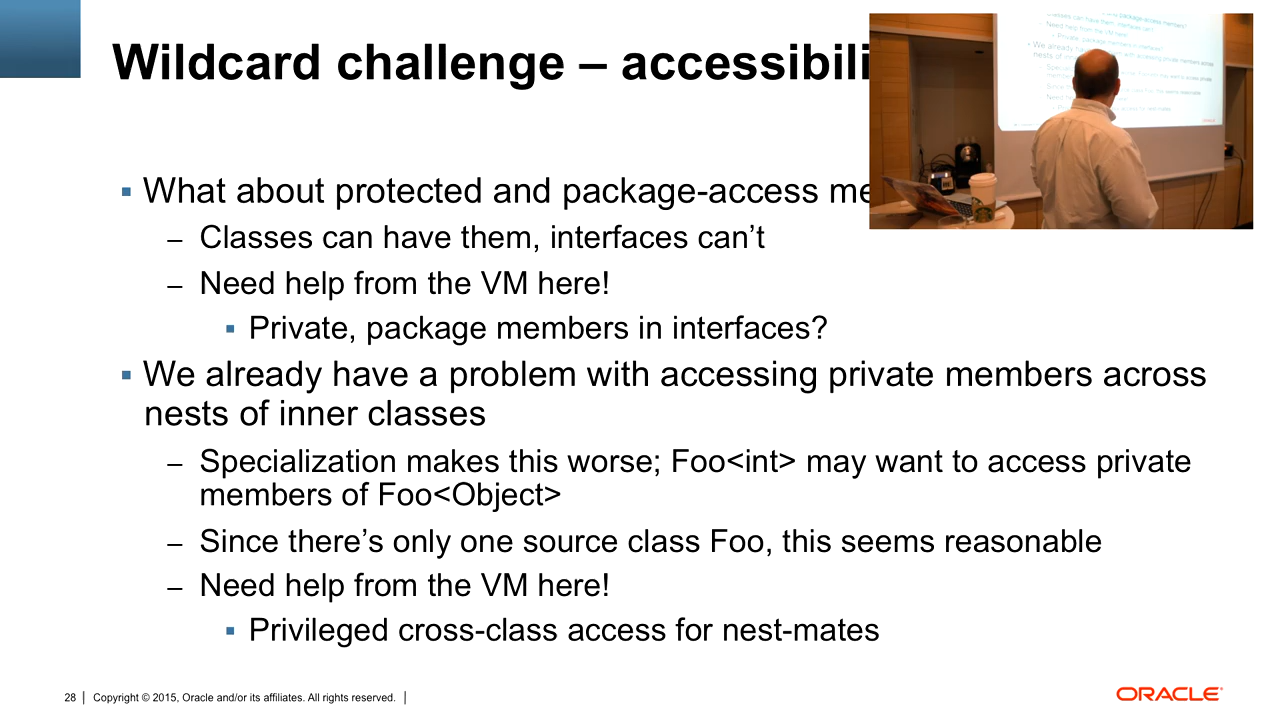 Wildcard challenge – accessibili
▪ What about protected and package-access me
– Classes can have them, interfaces can’t
– Need help from the VM here!
▪ Private, package members in interfaces?
▪ We already have a problem with accessing private members across
nests of inner classes
– Specialization makes this worse; Foo<int> may want to access private
members of Foo<Object>
– Since there’s only one source class Foo, this seems reasonable
– Need help from the VM here!
▪ Privileged cross-class access for nest-mates
28 | Copyright © 2015, Oracle and/or its affiliates. All rights reserved. |
ORACLE